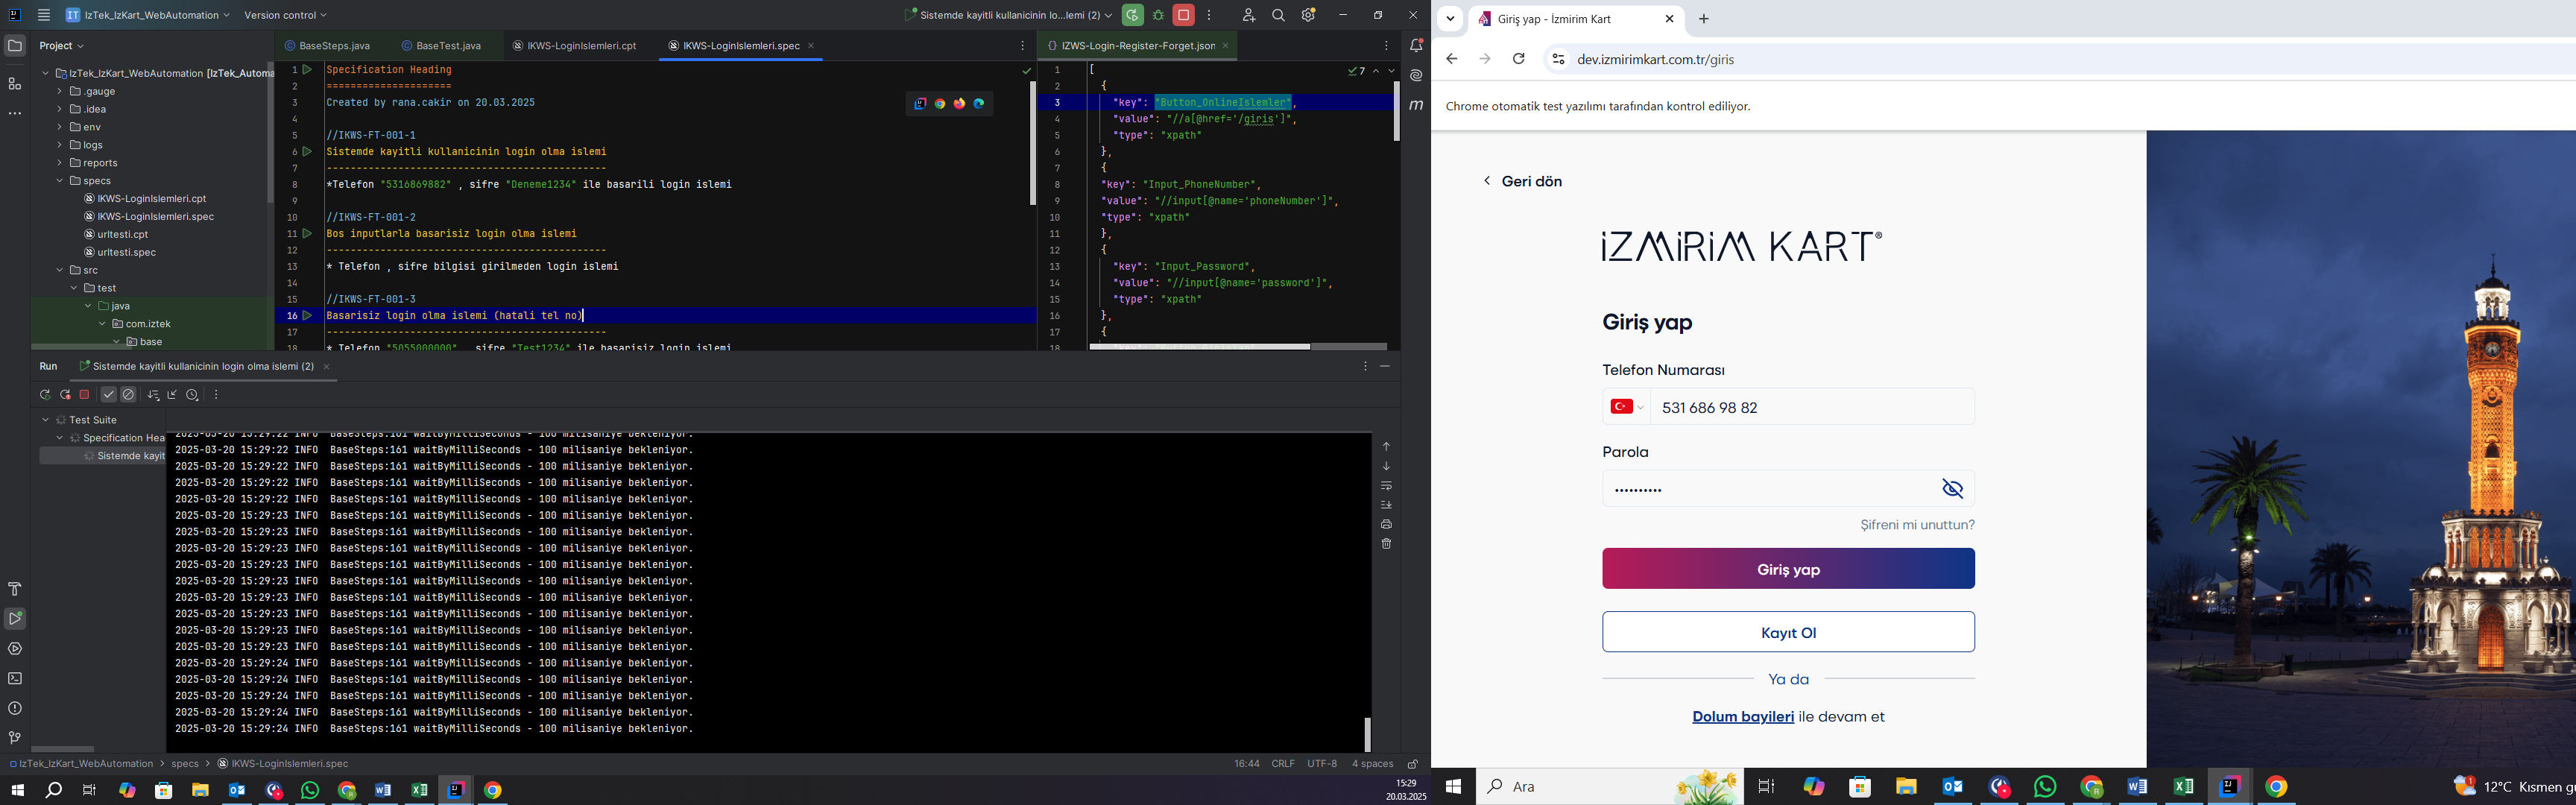 IT IzTek_IzKart_WebAutomation Version control
Sistemde kayitli kullanicinin lo...lemi (2)
Project
IzTek_IzKart_WebAutomation [IzTek_Automa
.gauge
.idea
env
logs
reports
specs
IKWS-LoginIslemleri.cpt
IKWS-LoginIslemleri.spec
urltesti.cpt
urltesti.spec
src
test
java
com.iztek
base
BaseSteps.java BaseTest.java IKWS-LoginIslemleri.cpt IKWS-LoginIslemleri.spec
1 Specification Heading
2 =====================
3 Created by rana.cakir on 20.03.2025
4
5 //IKWS-FT-001-1
6 Sistemde kayitli kullanicinin login olma islemi
7 -----------------------------------------------
8 *Telefon "5316869882" , sifre "Deneme1234" ile basarili login islemi
9
10 //IKWS-FT-001-2
11 Bos inputlarla basarisiz login olma islemi
12 -----------------------------------------------
13 * Telefon , sifre bilgisi girilmeden login islemi
14
15 //IKWS-FT-001-3
16 Basarisiz login olma islemi (hatali tel no)
17 -----------------------------------------------
18 * Telefon "5055000000" , sifre "Test1234" ile basarisiz login islemi
IZWS-Login-Register-Forget.json
7
1 [
2 {
3 "key": "Button_OnlineIslemler",
4 "value": "//a[@href='/giris']",
5 "type": "xpath"
6 },
7 {
8 "key": "Input_PhoneNumber",
9 "value": "//input[@name='phoneNumber']",
10 "type": "xpath"
11 },
12 {
13 "key": "Input_Password",
14 "value": "//input[@name='password']",
15 "type": "xpath"
16 },
17 {
18
Run Sistemde kayitli kullanicinin login olma islemi (2)
Test Suite
Specification Hea
Sistemde kayit
2025-03-20 15:29:22 INFO BaseSteps:161 waitByMilliSeconds - 100 milisaniye bekleniyor.
2025-03-20 15:29:22 INFO BaseSteps:161 waitByMilliSeconds - 100 milisaniye bekleniyor.
2025-03-20 15:29:22 INFO BaseSteps:161 waitByMilliSeconds - 100 milisaniye bekleniyor.
2025-03-20 15:29:22 INFO BaseSteps:161 waitByMilliSeconds - 100 milisaniye bekleniyor.
2025-03-20 15:29:22 INFO BaseSteps:161 waitByMilliSeconds - 100 milisaniye bekleniyor.
2025-03-20 15:29:23 INFO BaseSteps:161 waitByMilliSeconds - 100 milisaniye bekleniyor.
2025-03-20 15:29:23 INFO BaseSteps:161 waitByMilliSeconds - 100 milisaniye bekleniyor.
2025-03-20 15:29:23 INFO BaseSteps:161 waitByMilliSeconds - 100 milisaniye bekleniyor.
2025-03-20 15:29:23 INFO BaseSteps:161 waitByMilliSeconds - 100 milisaniye bekleniyor.
2025-03-20 15:29:23 INFO BaseSteps:161 waitByMilliSeconds - 100 milisaniye bekleniyor.
2025-03-20 15:29:23 INFO BaseSteps:161 waitByMilliSeconds - 100 milisaniye bekleniyor.
2025-03-20 15:29:23 INFO BaseSteps:161 waitByMilliSeconds - 100 milisaniye bekleniyor.
2025-03-20 15:29:23 INFO BaseSteps:161 waitByMilliSeconds - 100 milisaniye bekleniyor.
2025-03-20 15:29:23 INFO BaseSteps:161 waitByMilliSeconds - 100 milisaniye bekleniyor.
2025-03-20 15:29:24 INFO BaseSteps:161 waitByMilliSeconds - 100 milisaniye bekleniyor.
2025-03-20 15:29:24 INFO BaseSteps:161 waitByMilliSeconds - 100 milisaniye bekleniyor.
2025-03-20 15:29:24 INFO BaseSteps:161 waitByMilliSeconds - 100 milisaniye bekleniyor.
2025-03-20 15:29:24 INFO BaseSteps:161 waitByMilliSeconds - 100 milisaniye bekleniyor.
2025-03-20 15:29:24 INFO BaseSteps:161 waitByMilliSeconds - 100 milisaniye bekleniyor.
IzTek_IzKart_WebAutomation > specs > IKWS-LoginIslemleri.spec
16:44 CRLF UTF-8 4 spaces
15:29
20.03.2025
Giriş yap - İzmirim Kart
dev.izmirimkart.com.tr/giris
Chrome otomatik test yazılımı tarafından kontrol ediliyor.
Geri dön
İZMİRİM KART®
Giriş yap
Telefon Numarası
531 686 98 82
Parola
••••••••••
Şifreni mi unuttun?
Giriş yap
Kayıt Ol
Ya da
Dolum bayileri ile devam et
Ara
1
12°C Kısmen g